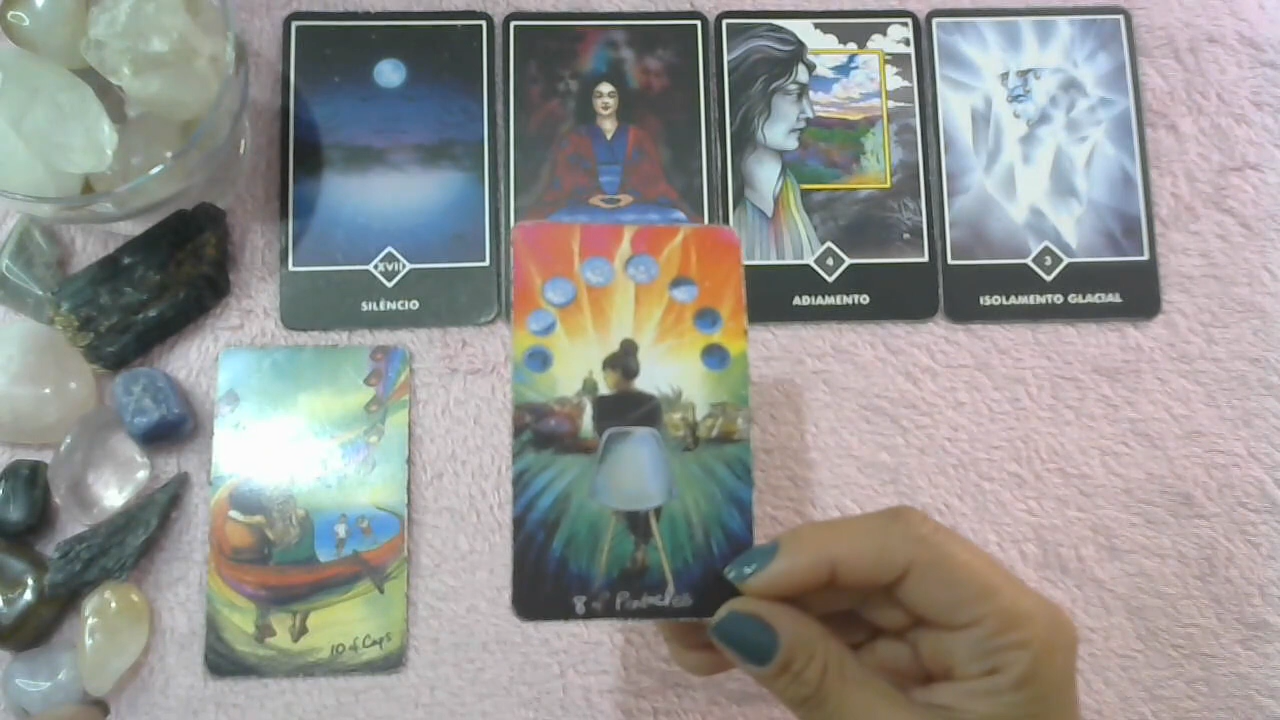 XVII
SILÊNCIO
4
ADIAMENTO
3
ISOLAMENTO GLACIAL
10 of Cups
8 of Pentacles